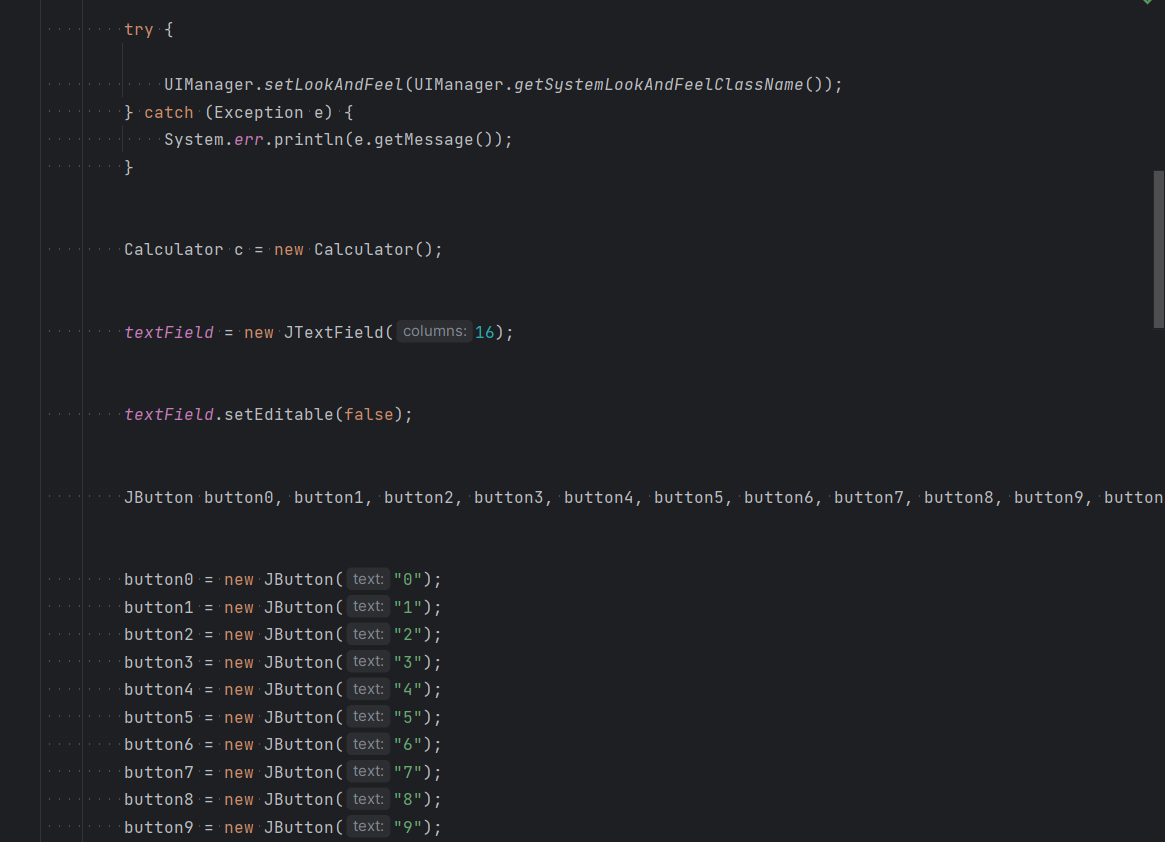 try {
UIManager.setLookAndFeel(UIManager.getSystemLookAndFeelClassName());
} catch (Exception e) {
System.err.println(e.getMessage());
}
Calculator c = new Calculator();
textField = new JTextField( columns: 16);
textField.setEditable(false);
JButton button0, button1, button2, button3, button4, button5, button6, button7, button8, button9, button
button0 = new JButton( text: "0");
button1 = new JButton( text: "1");
button2 = new JButton( text: "2");
button3 = new JButton( text: "3");
button4 = new JButton( text: "4");
button5 = new JButton( text: "5");
button6 = new JButton( text: "6");
button7 = new JButton( text: "7");
button8 = new JButton( text: "8");
button9 = new JButton( text: "9");